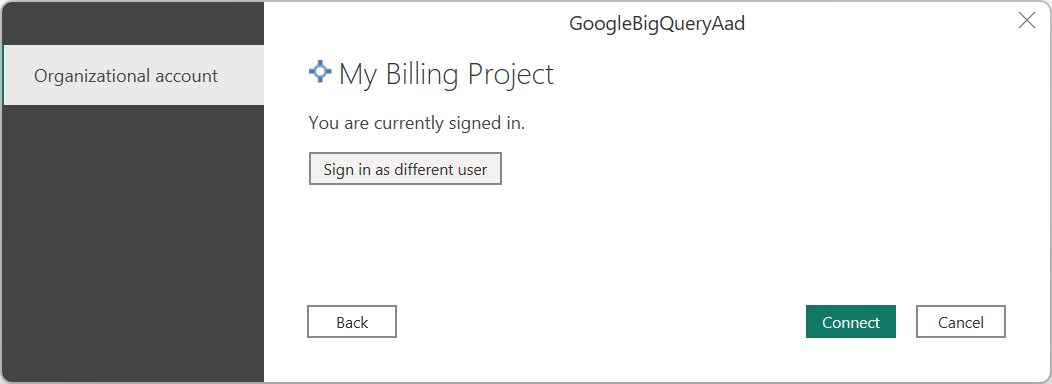 GoogleBigQueryAad
Organizational account
My Billing Project
You are currently signed in.
Sign in as different user
Back
Connect
Cancel